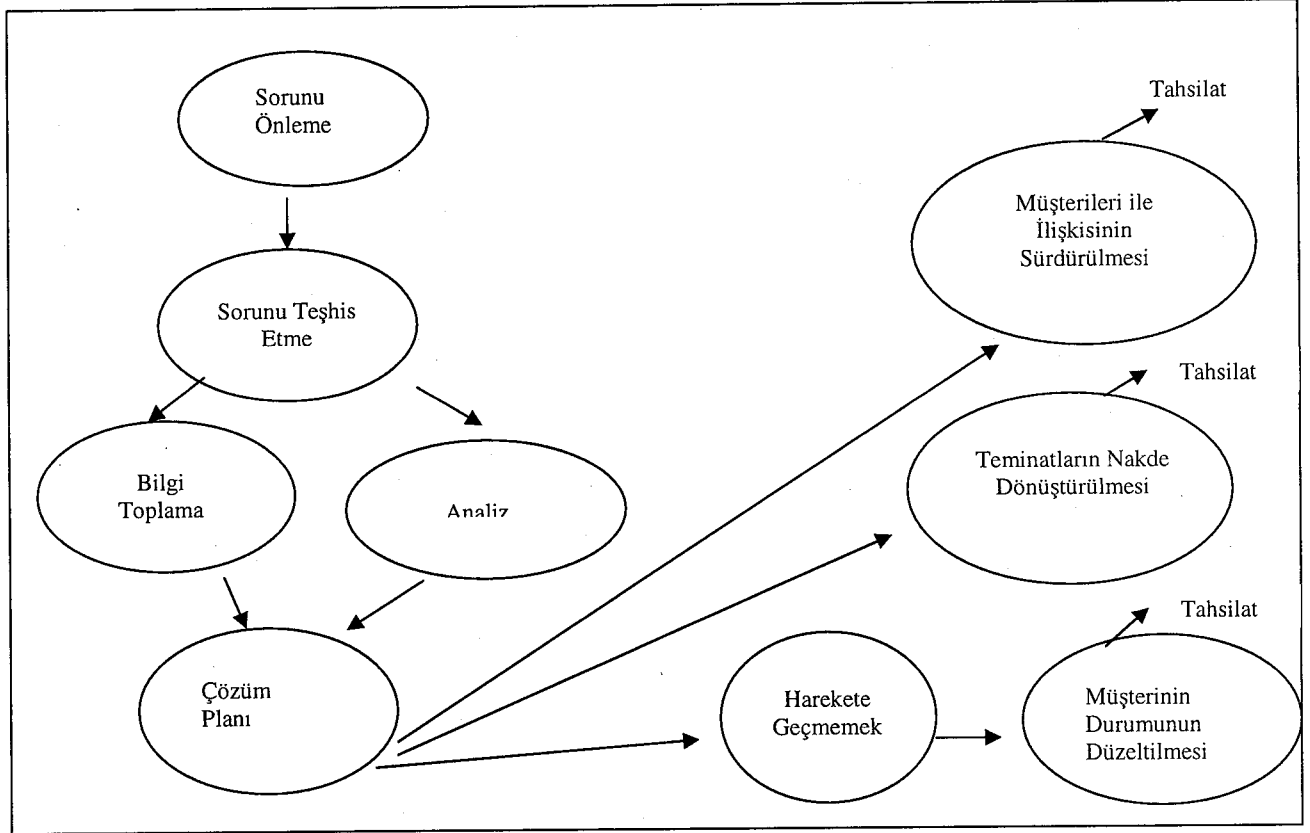 Sorunu
Önleme
Sorunu Teşhis
Etme
Bilgi
Toplama
Analiz
Çözüm
Planı
Tahsilat
Müşterileri ile
İlişkisinin
Sürdürülmesi
Tahsilat
Teminatların Nakde
Dönüştürülmesi
Tahsilat
Harekete
Geçmemek
Müşterinin
Durumunun
Düzeltilmesi